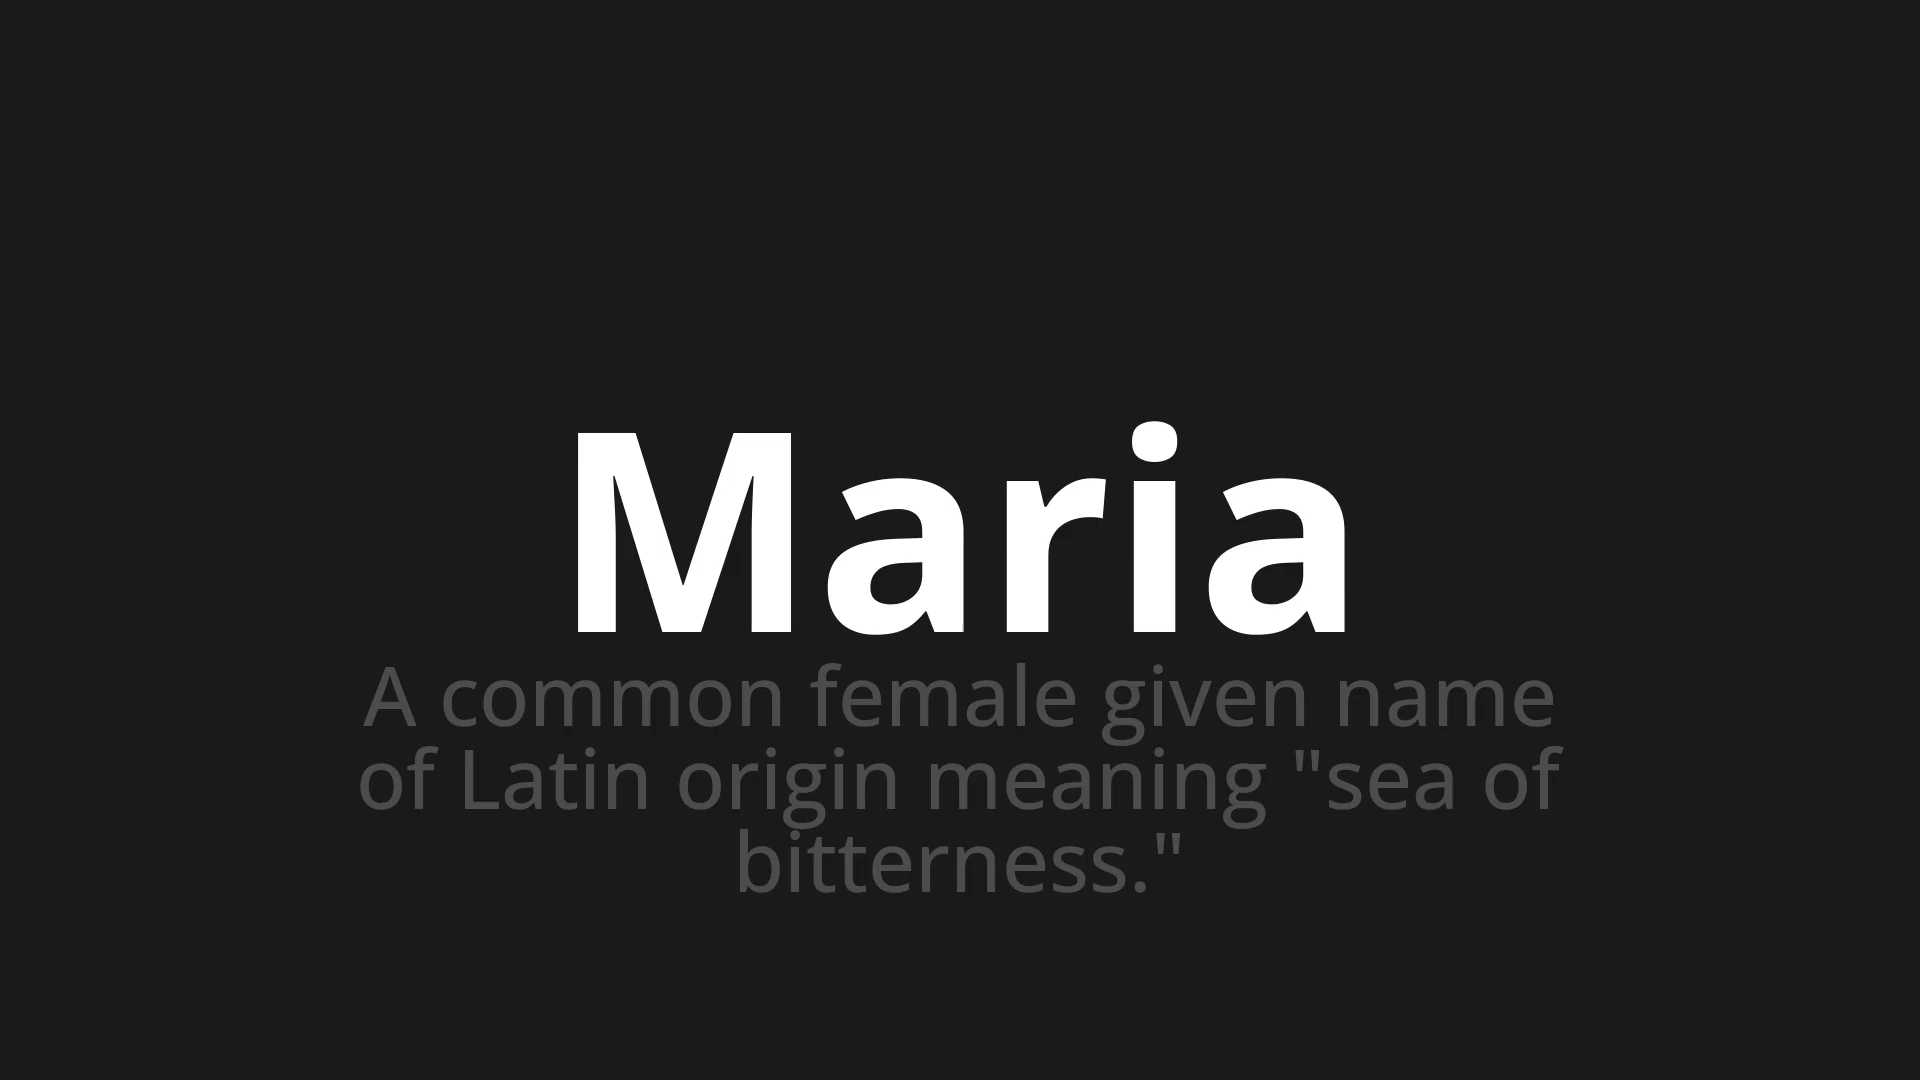 Maria
A common female given name
of Latin origin meaning "sea of
bitterness."